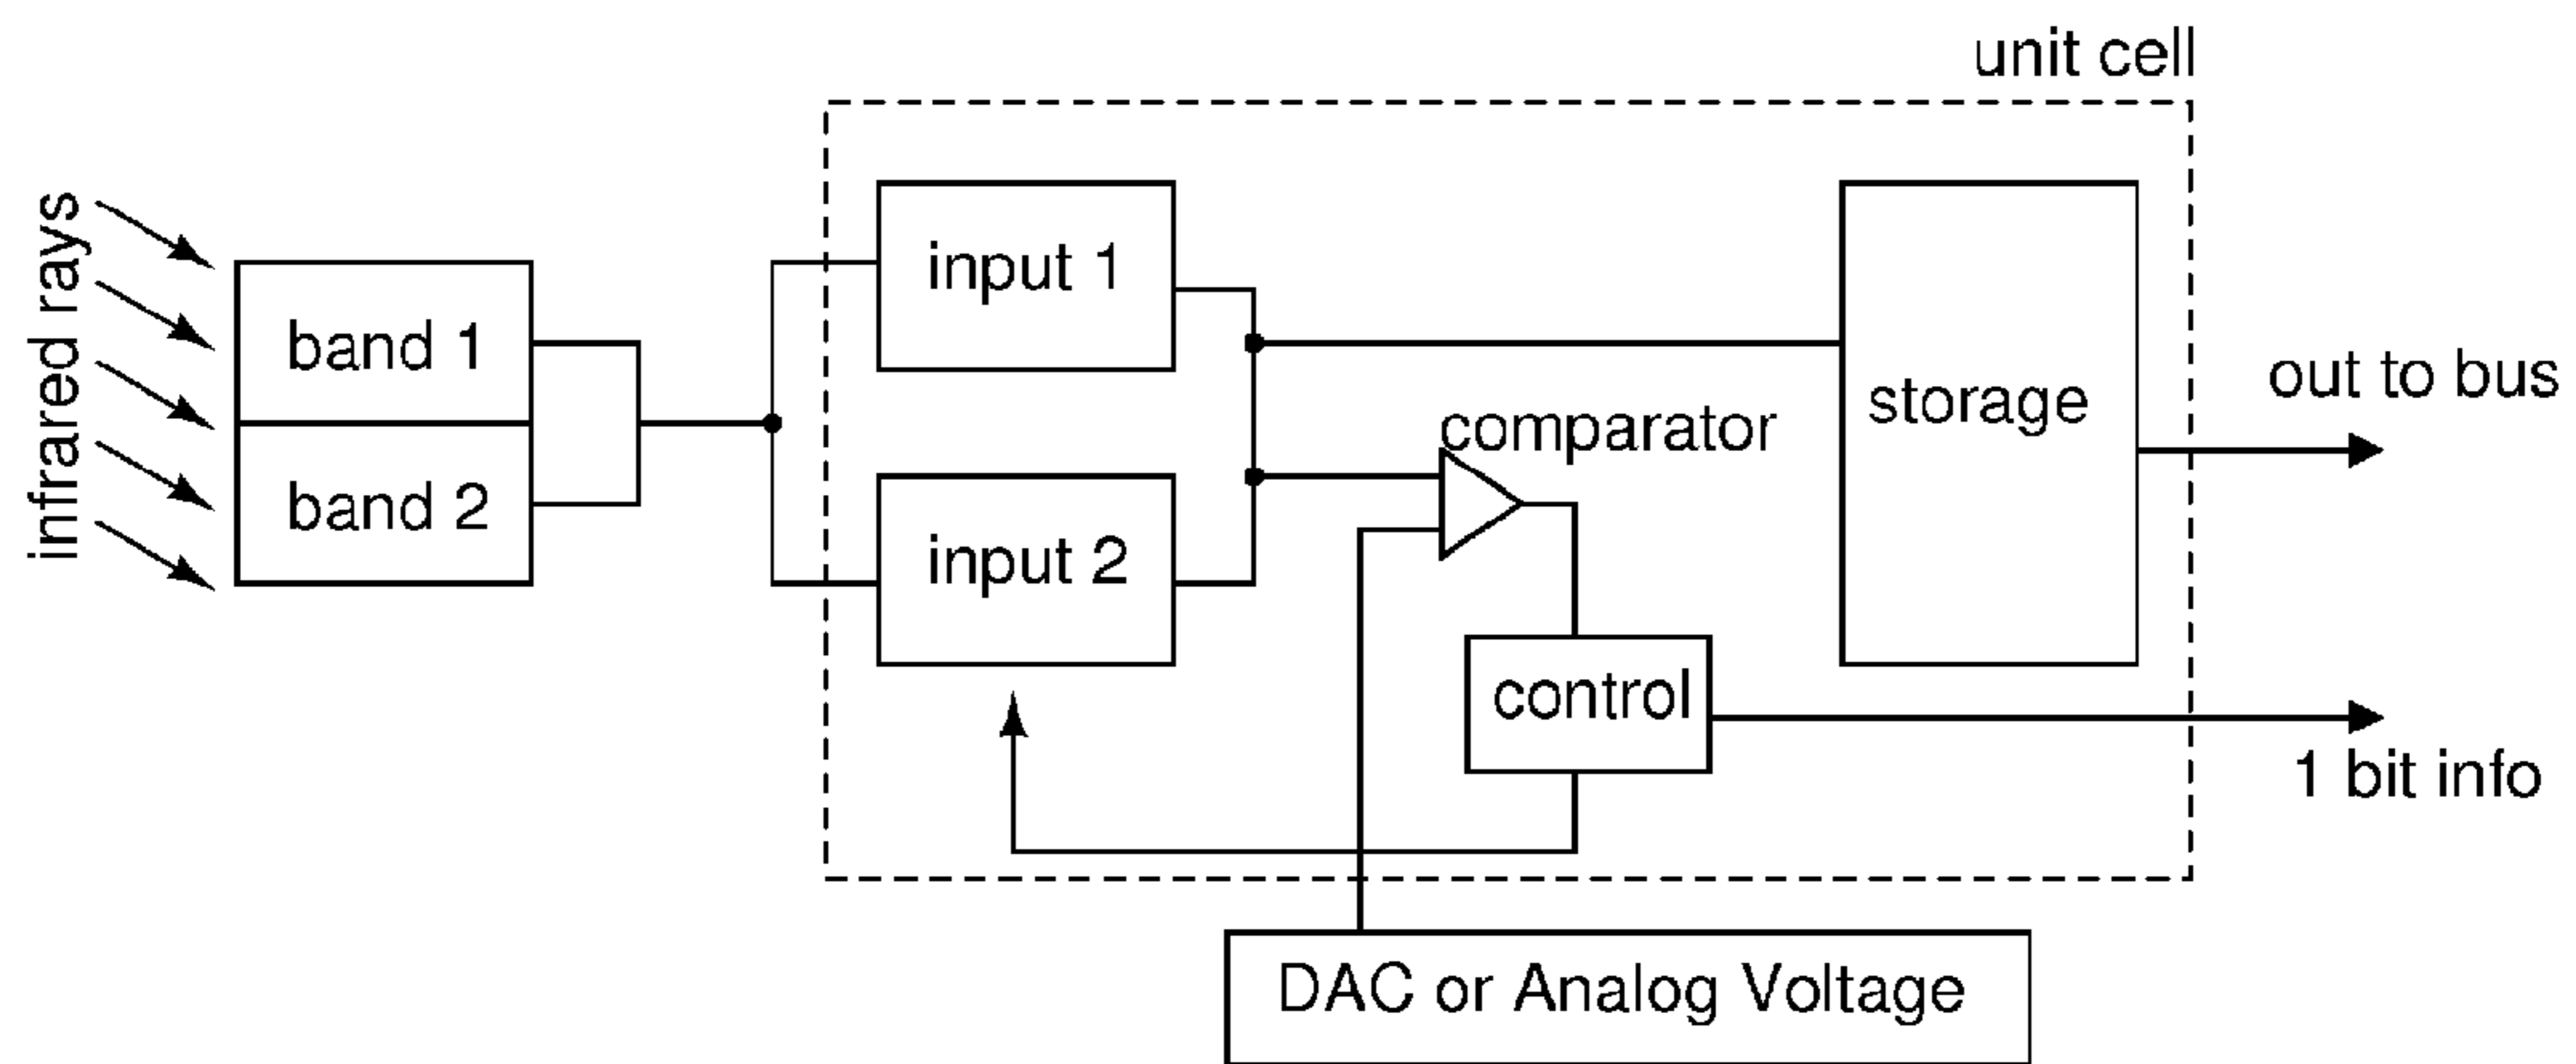 unit cell
infrared rays
band 1
band 2
input 1
input 2
comparator
control
storage
out to bus
1 bit info
DAC or Analog Voltage